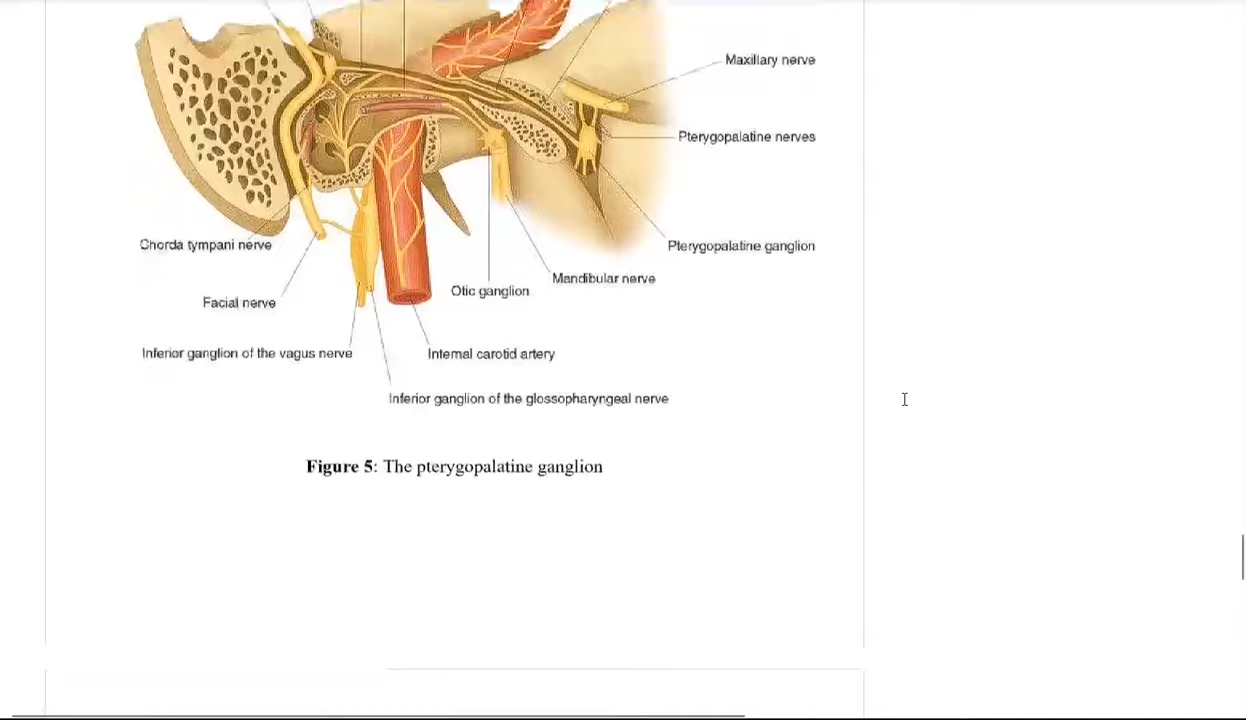 Maxillary nerve
Pterygopalatine nerves
Chorda tympani nerve
Pterygopalatine ganglion
Mandibular nerve
Otic ganglion
Facial nerve
Inferior ganglion of the vagus nerve
Internal carotid artery
Inferior ganglion of the glossopharyngeal nerve
Figure 5: The pterygopalatine ganglion